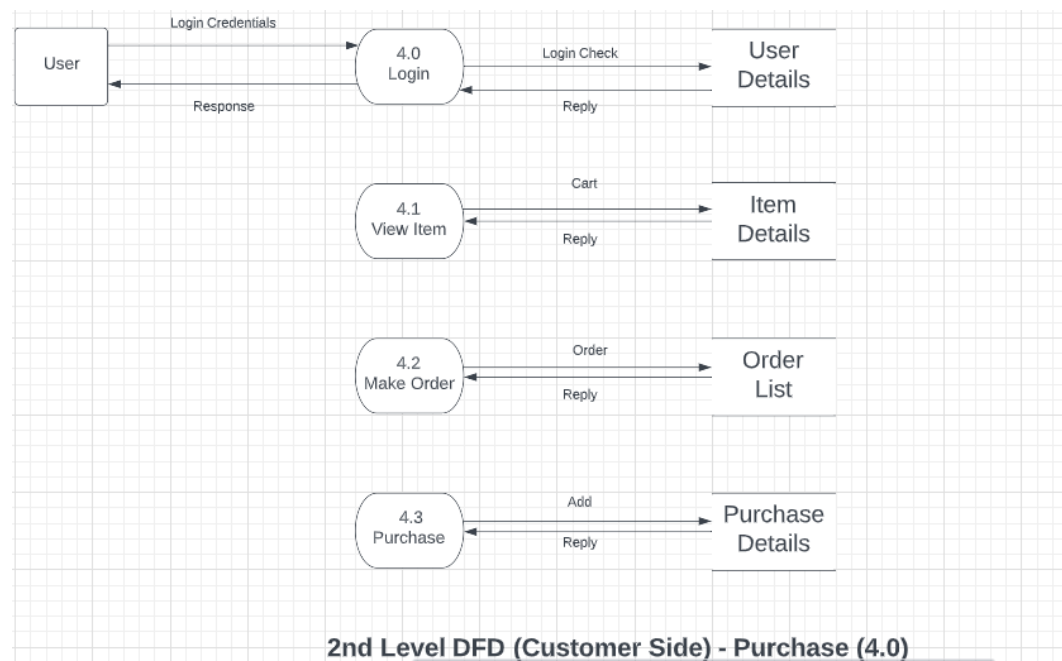 Login Credentials
User
4.0
Login
Login Check
User
Details
Response
Reply
4.1
View Item
Cart
Item
Details
Reply
4.2
Make Order
Order
Order
List
Reply
4.3
Purchase
Add
Purchase
Details
Reply
2nd Level DFD (Customer Side) - Purchase (4.0)